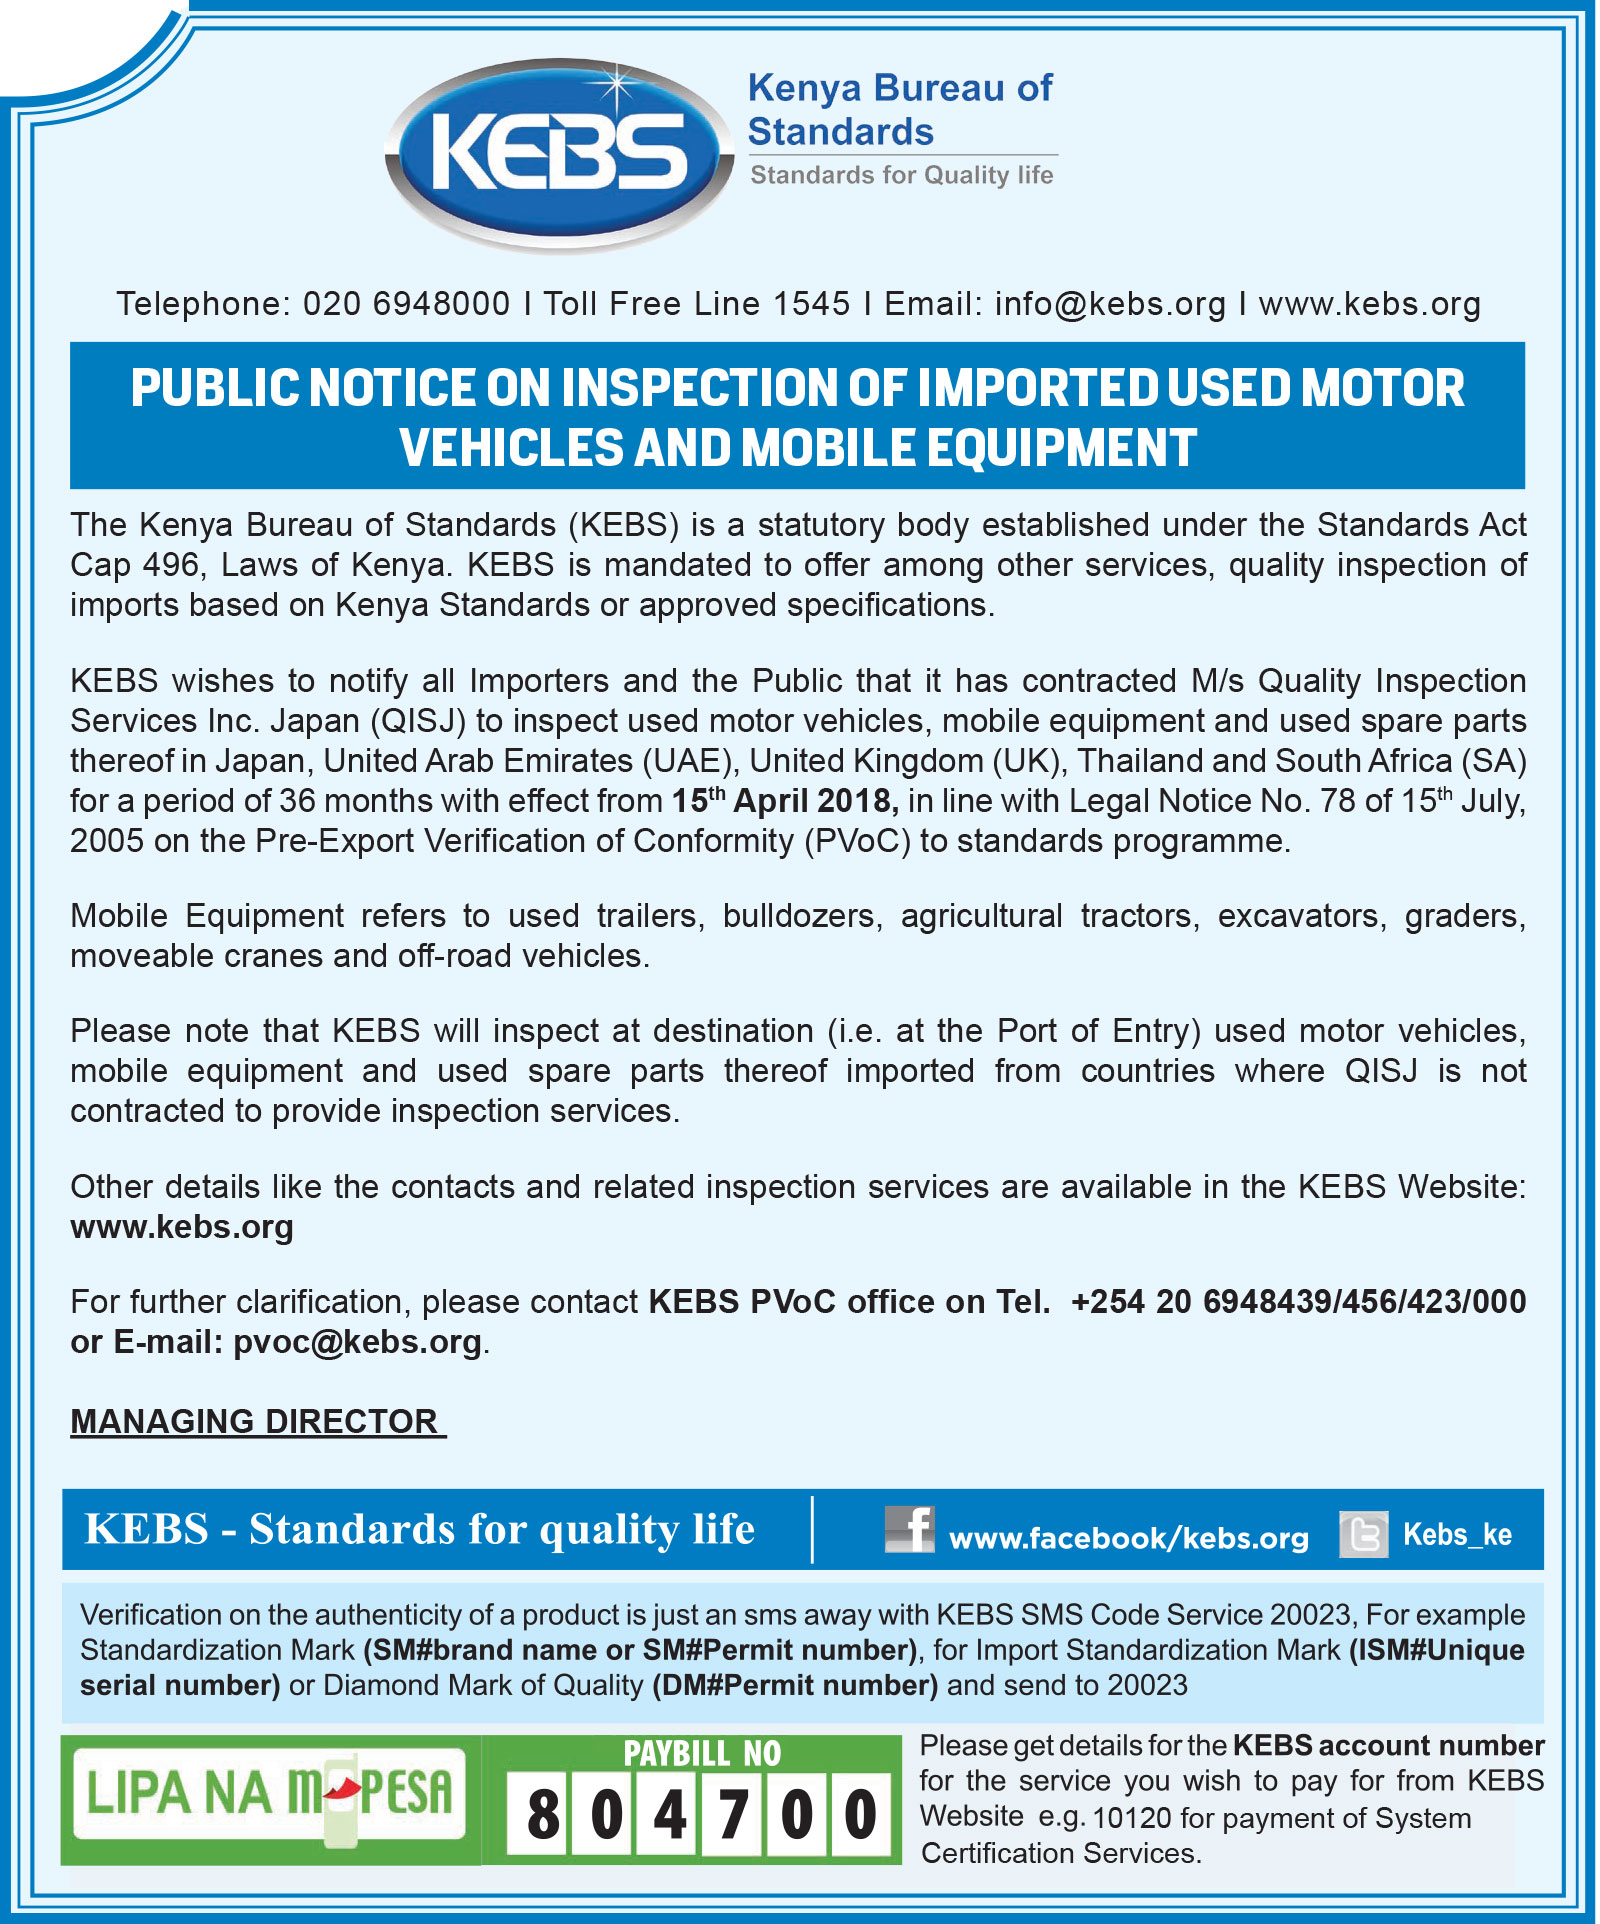 KEBS
Kenya Bureau of
Standards
Standards for Quality life
Telephone: 020 6948000 I Toll Free Line 1545 I Email: info@kebs.org I www.kebs.org
PUBLIC NOTICE ON INSPECTION OF IMPORTED USED MOTOR
VEHICLES AND MOBILE EQUIPMENT
The Kenya Bureau of Standards (KEBS) is a statutory body established under the Standards Act
Cap 496, Laws of Kenya. KEBS is mandated to offer among other services, quality inspection of
imports based on Kenya Standards or approved specifications.
KEBS wishes to notify all Importers and the Public that it has contracted M/s Quality Inspection
Services Inc. Japan (QISJ) to inspect used motor vehicles, mobile equipment and used spare parts
thereof in Japan, United Arab Emirates (UAE), United Kingdom (UK), Thailand and South Africa (SA)
for a period of 36 months with effect from 15th April 2018, in line with Legal Notice No. 78 of 15th July,
2005 on the Pre-Export Verification of Conformity (PVoC) to standards programme.
Mobile Equipment refers to used trailers, bulldozers, agricultural tractors, excavators, graders,
moveable cranes and off-road vehicles.
Please note that KEBS will inspect at destination (i.e. at the Port of Entry) used motor vehicles,
mobile equipment and used spare parts thereof imported from countries where QISJ is not
contracted to provide inspection services.
Other details like the contacts and related inspection services are available in the KEBS Website:
www.kebs.org
For further clarification, please contact KEBS PVoC office on Tel. +254 20 6948439/456/423/000
or E-mail: pvoc@kebs.org.
MANAGING DIRECTOR
KEBS - Standards for quality life
f www.facebook/kebs.org
t Kebs_ke
Verification on the authenticity of a product is just an sms away with KEBS SMS Code Service 20023, For example
Standardization Mark (SM#brand name or SM#Permit number), for Import Standardization Mark (ISM#Unique
serial number) or Diamond Mark of Quality (DM#Permit number) and send to 20023
LIPA NA M-PESA
PAYBILL NO
804700
Please get details for the KEBS account number
for the service you wish to pay for from KEBS
Website e.g. 10120 for payment of System
Certification Services.